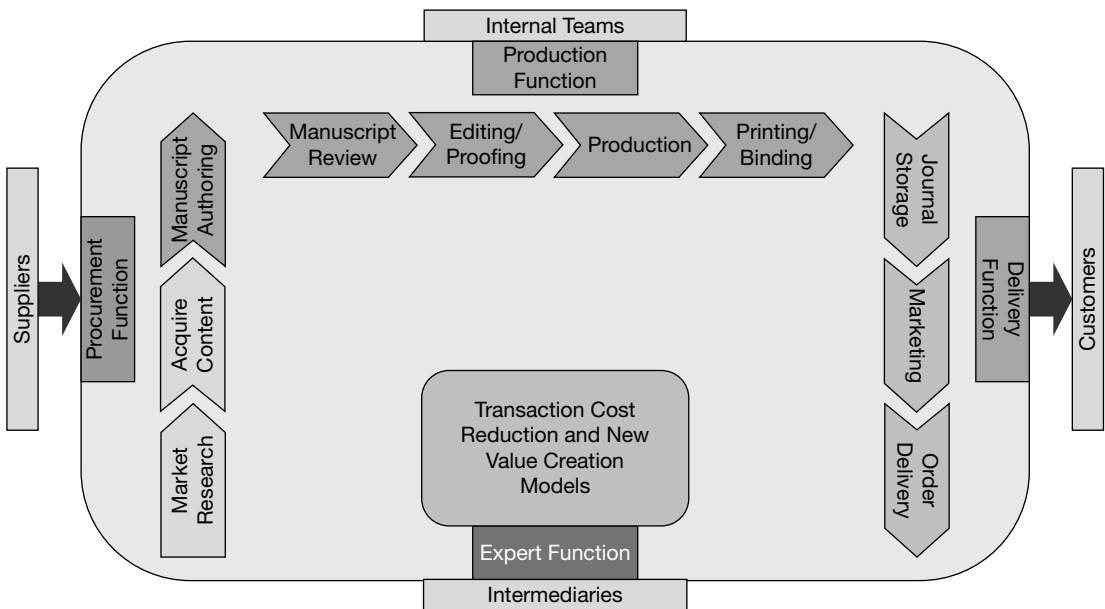 Internal Teams
Production
Function
Suppliers
Procurement
Function
Market
Research
Acquire
Content
Manuscript
Authoring
Manuscript
Review
Editing/
Proofing
Production
Printing/
Binding
Journal
Storage
Marketing
Order
Delivery
Delivery
Function
Customers
Transaction Cost
Reduction and New
Value Creation
Models
Expert Function
Intermediaries